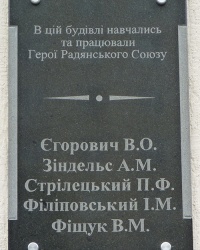 В цій будівлі навчались
та працювали
Герої Радянського Союзу
Єгорович В.О.
Зіндельс А.М.
Стрілецький П.Ф.
Філіповський І.М.
Фіщук В.М.